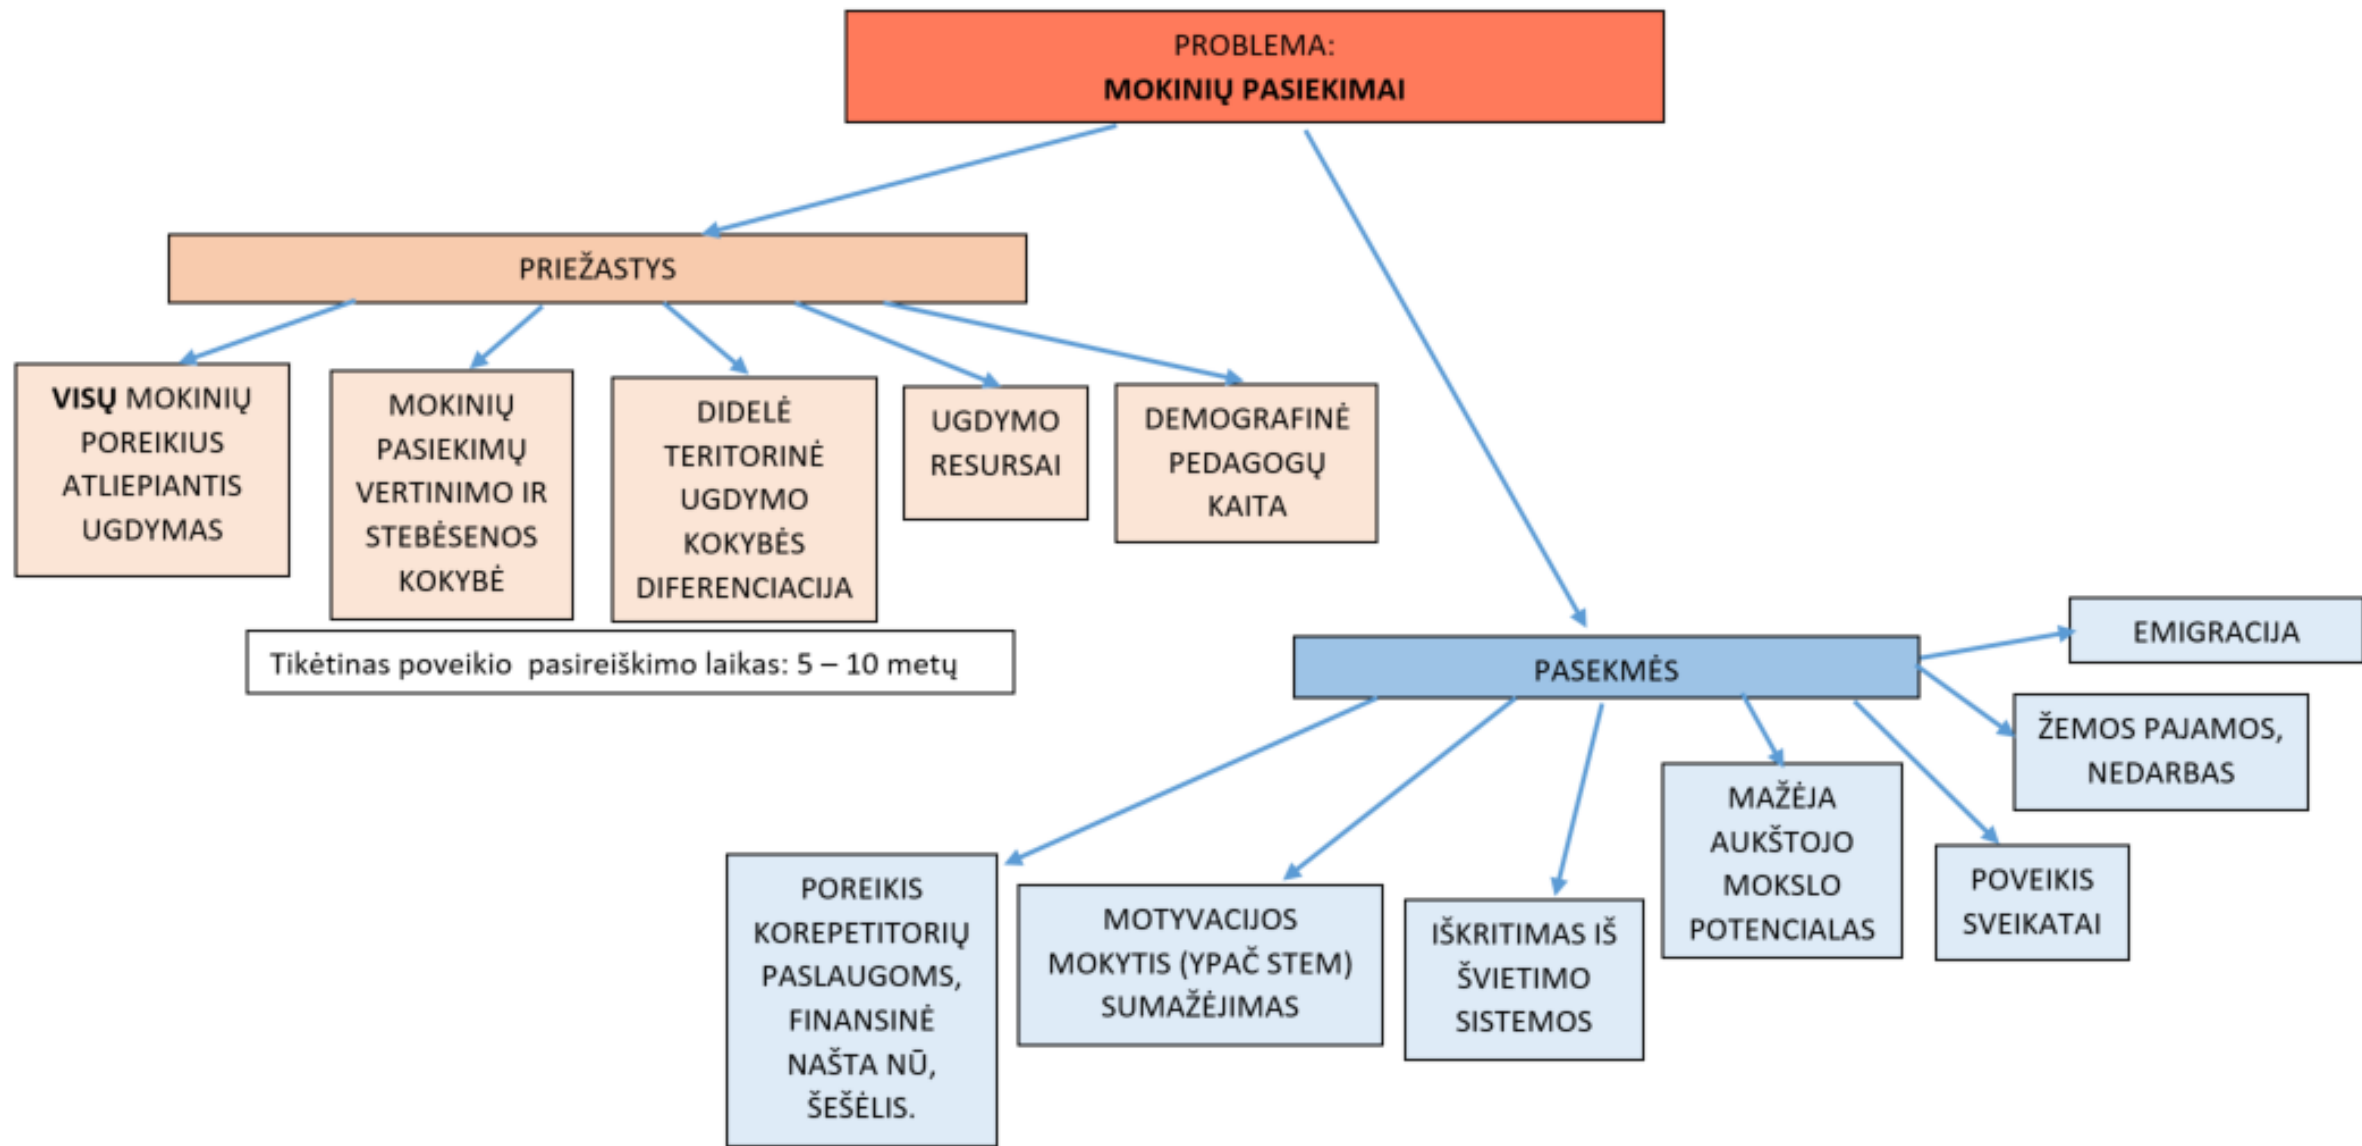 PROBLEMA:
MOKINIŲ PASIEKIMAI
PRIEŽASTYS
VISŲ MOKINIŲ
POREIKIUS
ATLIEPIANTIS
UGDYMAS
MOKINIŲ
PASIEKIMŲ
VERTINIMO IR
STEBĖSENOS
KOKYBĖ
DIDELĖ
TERITORINĖ
UGDYMO
KOKYBĖS
DIFERENCIACIJA
UGDYMO
RESURSAI
DEMOGRAFINĖ
PEDAGOGŲ
KAITA
Tikėtinas poveikio  pasireiškimo laikas: 5 – 10 metų
PASEKMĖS
EMIGRACIJA
ŽEMOS PAJAMOS,
NEDARBAS
POREIKIS
KOREPETITORIŲ
PASLAUGOMS,
FINANSINĖ
NAŠTA NŪ,
ŠEŠĖLIS.
MOTYVACIJOS
MOKYTIS (YPAČ STEM)
SUMAŽĖJIMAS
IŠKRITIMAS IŠ
ŠVIETIMO
SISTEMOS
MAŽĖJA
AUKŠTOJO
MOKSLO
POTENCIALAS
POVEIKIS
SVEIKATAI